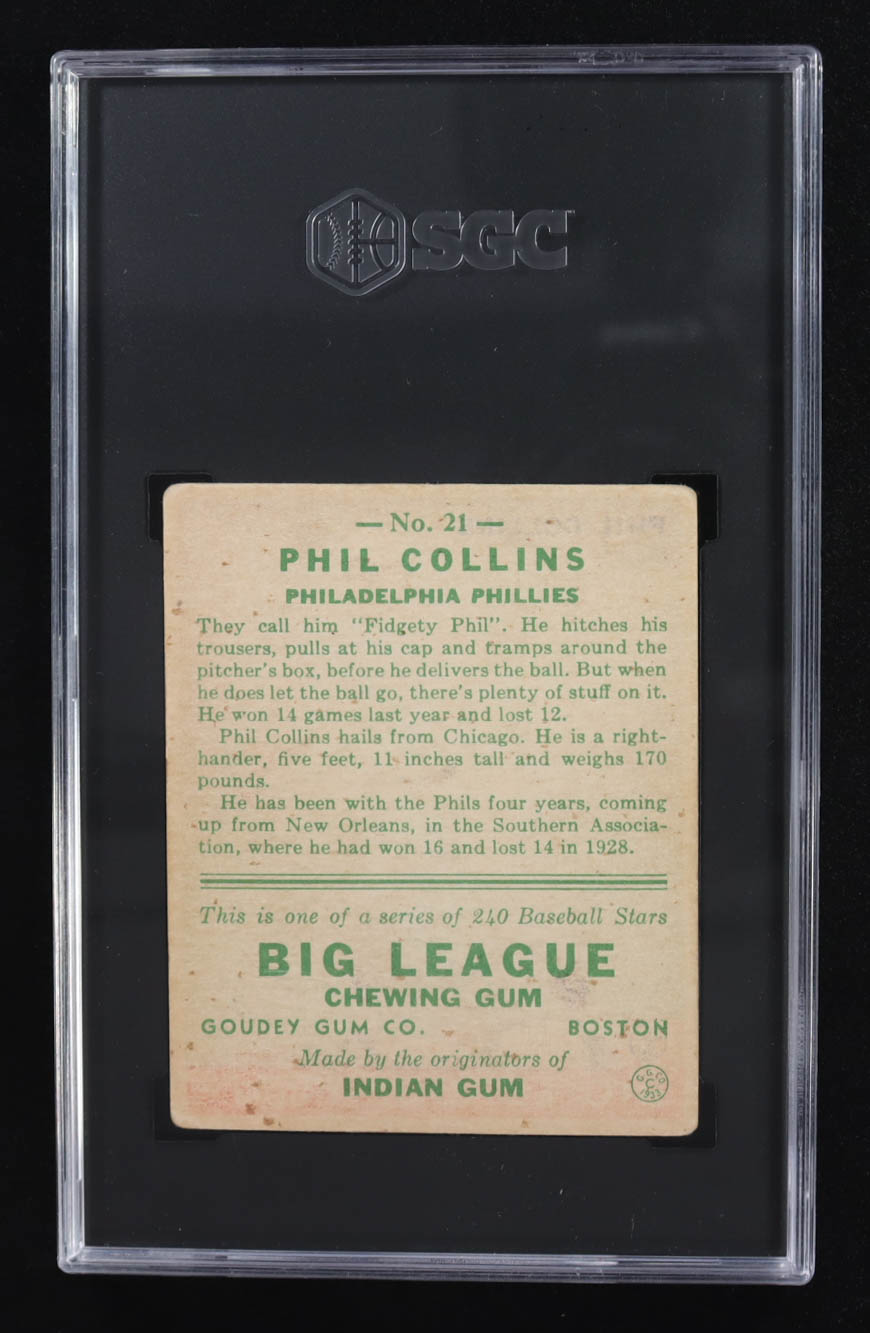 SGC
— No. 21 —
PHIL COLLINS
PHILADELPHIA PHILLIES
They call him "Fidgety Phil". He hitches his
trousers, pulls at his cap and tramps around the
pitcher's box, before he delivers the ball. But when
he does let the ball go, there's plenty of stuff on it.
He won 14 games last year and lost 12.
Phil Collins hails from Chicago. He is a right-
hander, five feet, 11 inches tall and weighs 170
pounds.
He has been with the Phils four years, coming
up from New Orleans, in the Southern Associa-
tion, where he had won 16 and lost 14 in 1928.
This is one of a series of 240 Baseball Stars
BIG LEAGUE
CHEWING GUM
GOUDEY GUM CO. BOSTON
Made by the originators of
INDIAN GUM
G. G. CO
C
1933